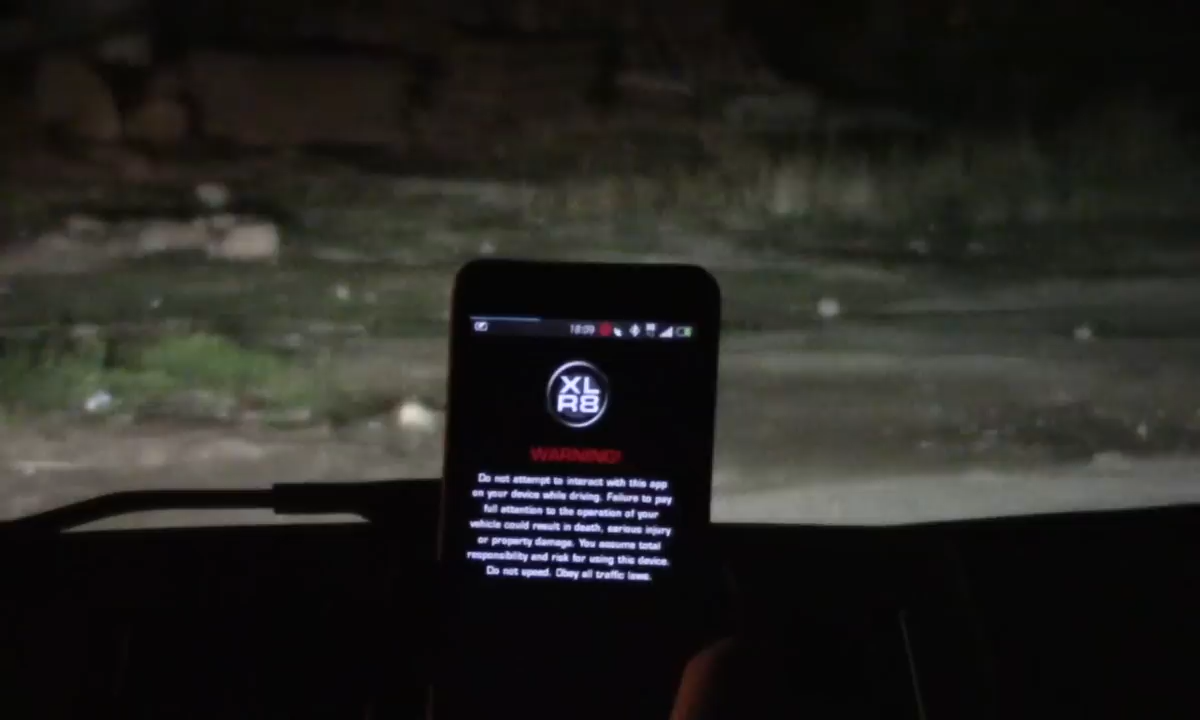 18:09
XL
R8
WARNING!
Do not attempt to interact with this app
on your device while driving. Failure to pay
full attention to the operation of your
vehicle could result in death, serious injury
or property damage. You assume total
responsibility and risk for using this device.
Do not speed. Obey all traffic laws.